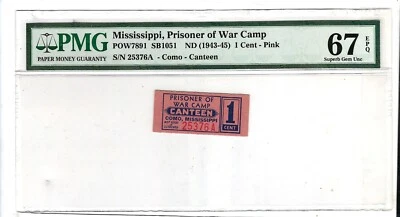 PMG
PAPER MONEY GUARANTY
Mississippi, Prisoner of War Camp
POW7891 SB1051 ND (1943-45) 1 Cent - Pink
S/N 25376A - Como - Canteen
67 EPQ
Superb Gem Unc
PRISONER OF
WAR CAMP
CANTEEN
COMO, MISSISSIPPI
25376A
1
CENT